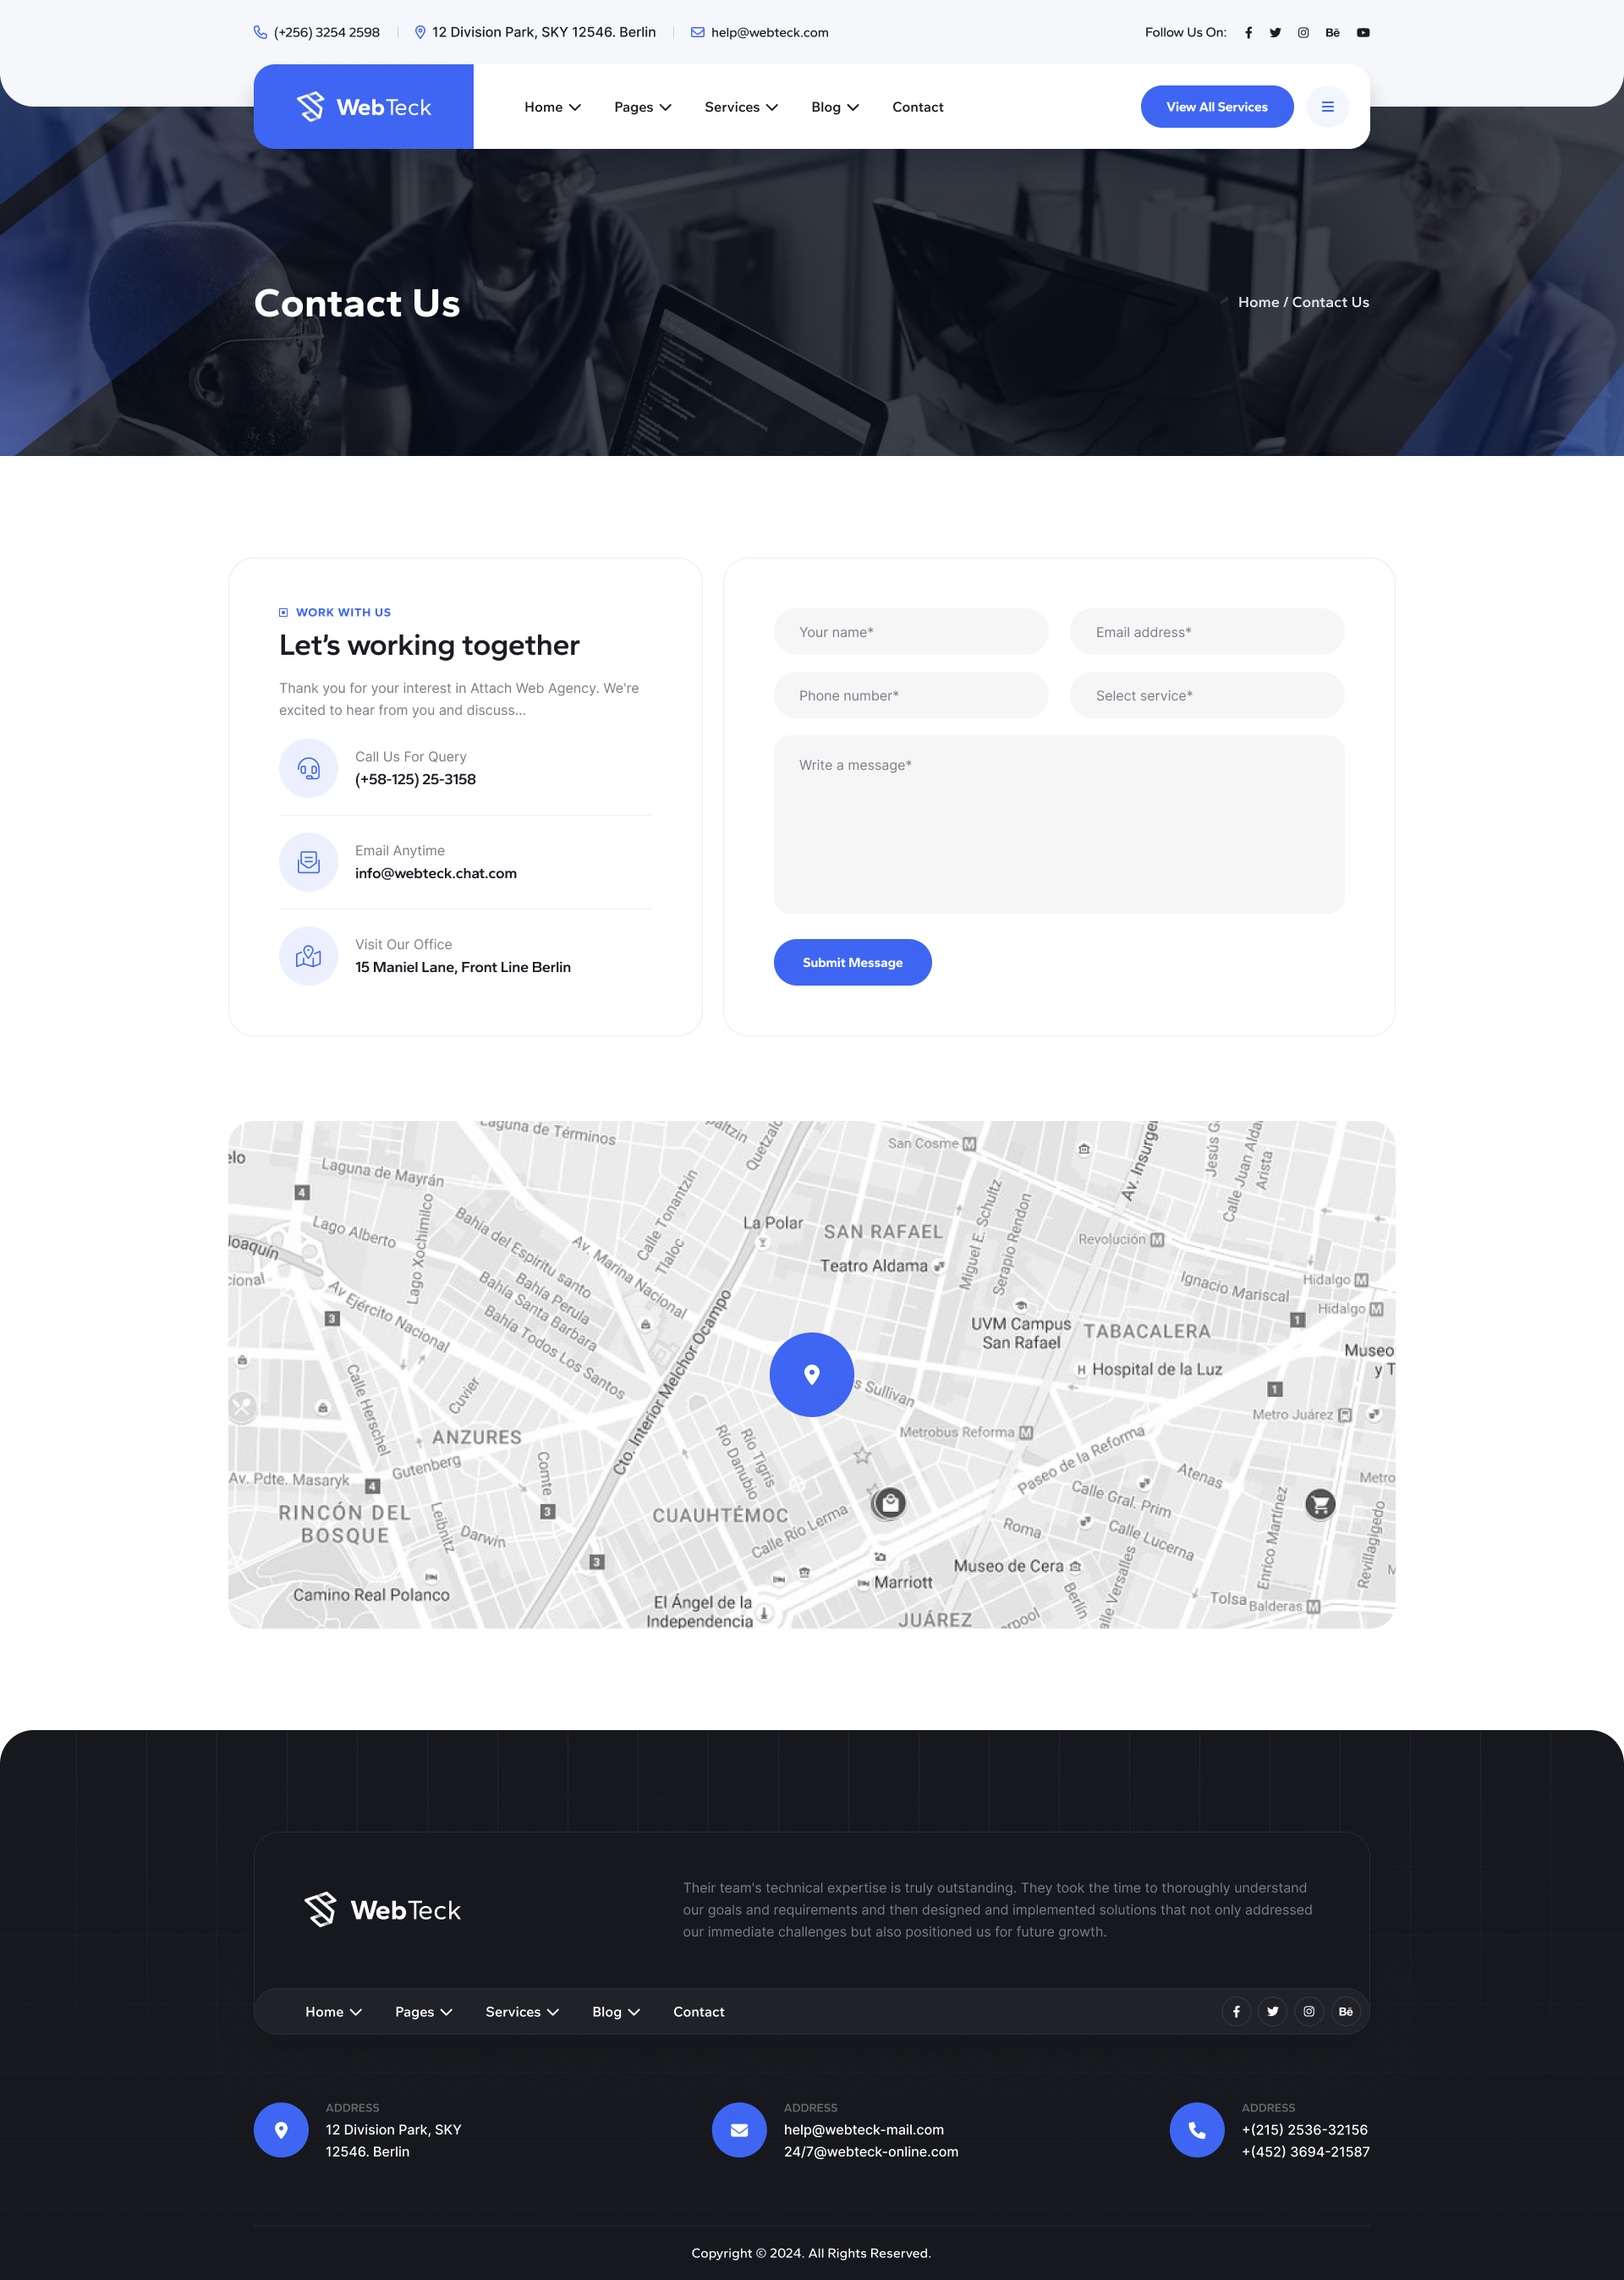 (+256) 3254 2598
12 Division Park, SKY 12546. Berlin
help@webteck.com
Follow Us On:
Bē
WebTeck
Home
Pages
Services
Blog
Contact
View All Services
Contact Us
Home / Contact Us
WORK WITH US
Let’s working together
Thank you for your interest in Attach Web Agency. We're
excited to hear from you and discuss...
Call Us For Query
(+58-125) 25-3158
Email Anytime
info@webteck.chat.com
Visit Our Office
15 Maniel Lane, Front Line Berlin
Your name*
Email address*
Phone number*
Select service*
Write a message*
Submit Message
Laguna de Términos
San Cosme M
Av. Insurgen
Calle Juan Alda
Arista
Jesús G
Quetzalc
paltzin
elo
Laguna de Mayrán
4
Lago Alberto
Lago Xochimilco
Joaquín
cional
Bahía del Espíritu santo
Bahía Perula
Bahía Santa Barbara
Bahía Todos Los Santos
Av. Marina Nacional
Calle Tonantzin
Tlaloc
La Polar
SAN RAFAEL
Teatro Aldama
Miguel E. Schultz
Serapio Rendon
Revolución M
Ignacio Mariscal
Hidalgo M
Hidalgo M
3
Av Ejército Nacional
UVM Campus
San Rafael
TABACALERA
1
Museo
y T
H Hospital de la Luz
1
Metro Juárez
Cto. Interior Melchor Ocampo
s Sullivan
Metrobus Reforma M
Paseo de la Reforma
Cuvier
Calle Herschel
ANZURES
Gutenberg
Comte
Río Tigris
Río Danubio
Atenas
Metro
Av. Pdte. Masaryk
4
3
RINCÓN DEL
BOSQUE
Leibnitz
Darwin
CUAUHTÉMOC
Calle Río Lerma
Calle Gral. Prim
Calle Lucerna
Roma
Enrico Martínez
Revillagigedo
3
Museo de Cera
Marriott
Camino Real Polanco
El Ángel de la
Independencia
JUÁREZ
erpool
Berlín
alle Versalles
Tolsa
Balderas M
M
WebTeck
Their team's technical expertise is truly outstanding. They took the time to thoroughly understand
our goals and requirements and then designed and implemented solutions that not only addressed
our immediate challenges but also positioned us for future growth.
Home
Pages
Services
Blog
Contact
Bē
ADDRESS
12 Division Park, SKY
12546. Berlin
ADDRESS
help@webteck-mail.com
24/7@webteck-online.com
ADDRESS
+(215) 2536-32156
+(452) 3694-21587
Copyright © 2024. All Rights Reserved.